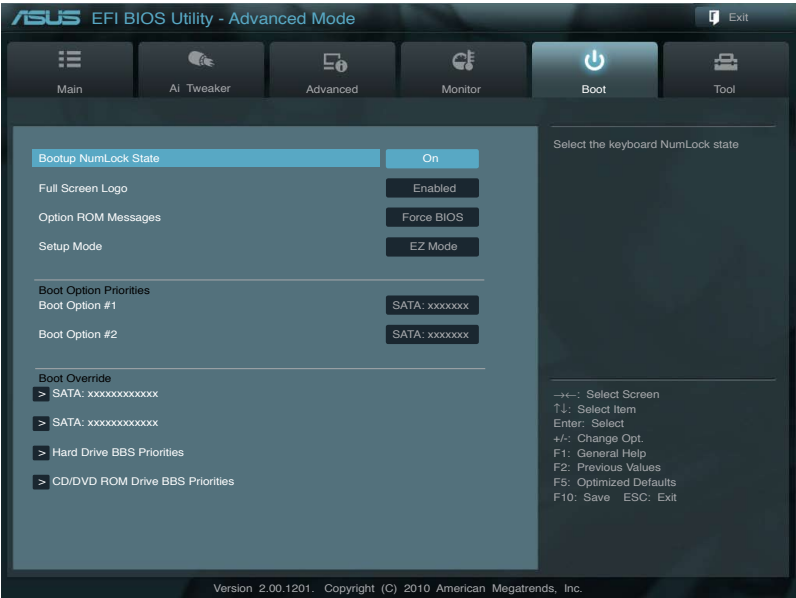 ASUS EFI BIOS Utility - Advanced Mode
Exit
Main
Ai Tweaker
Advanced
Monitor
Boot
Tool
Bootup NumLock State On
Full Screen Logo Enabled
Option ROM Messages Force BIOS
Setup Mode EZ Mode
Boot Option Priorities
Boot Option #1 SATA: xxxxxxx
Boot Option #2 SATA: xxxxxxx
Boot Override
> SATA: xxxxxxxxxxxx
> SATA: xxxxxxxxxxxx
> Hard Drive BBS Priorities
> CD/DVD ROM Drive BBS Priorities
Select the keyboard NumLock state
→←: Select Screen
↑↓: Select Item
Enter: Select
+/-: Change Opt.
F1: General Help
F2: Previous Values
F5: Optimized Defaults
F10: Save ESC: Exit
Version 2.00.1201. Copyright (C) 2010 American Megatrends, Inc.